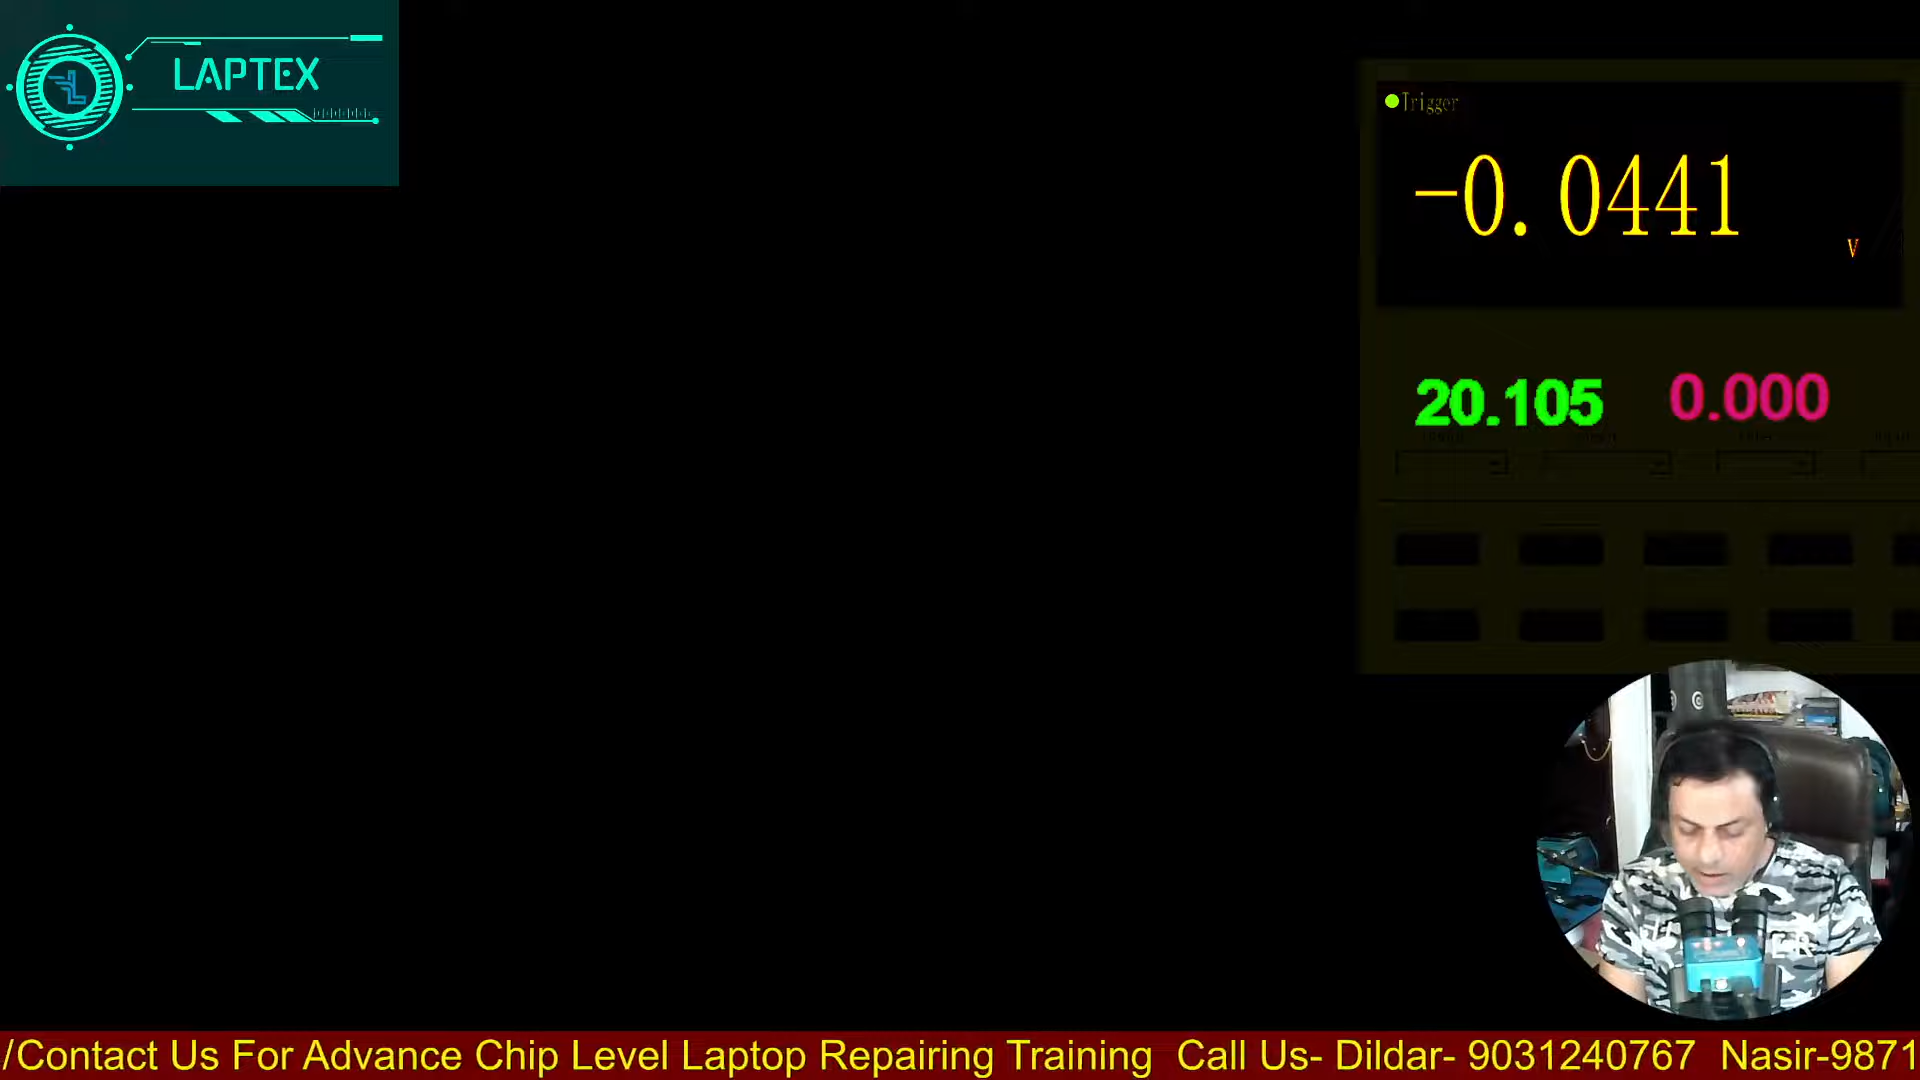 LAPTEX
Trigger
-0.0441
V
20.105 0.000
/Contact Us For Advance Chip Level Laptop Repairing Training Call Us- Dildar- 9031240767 Nasir-9871